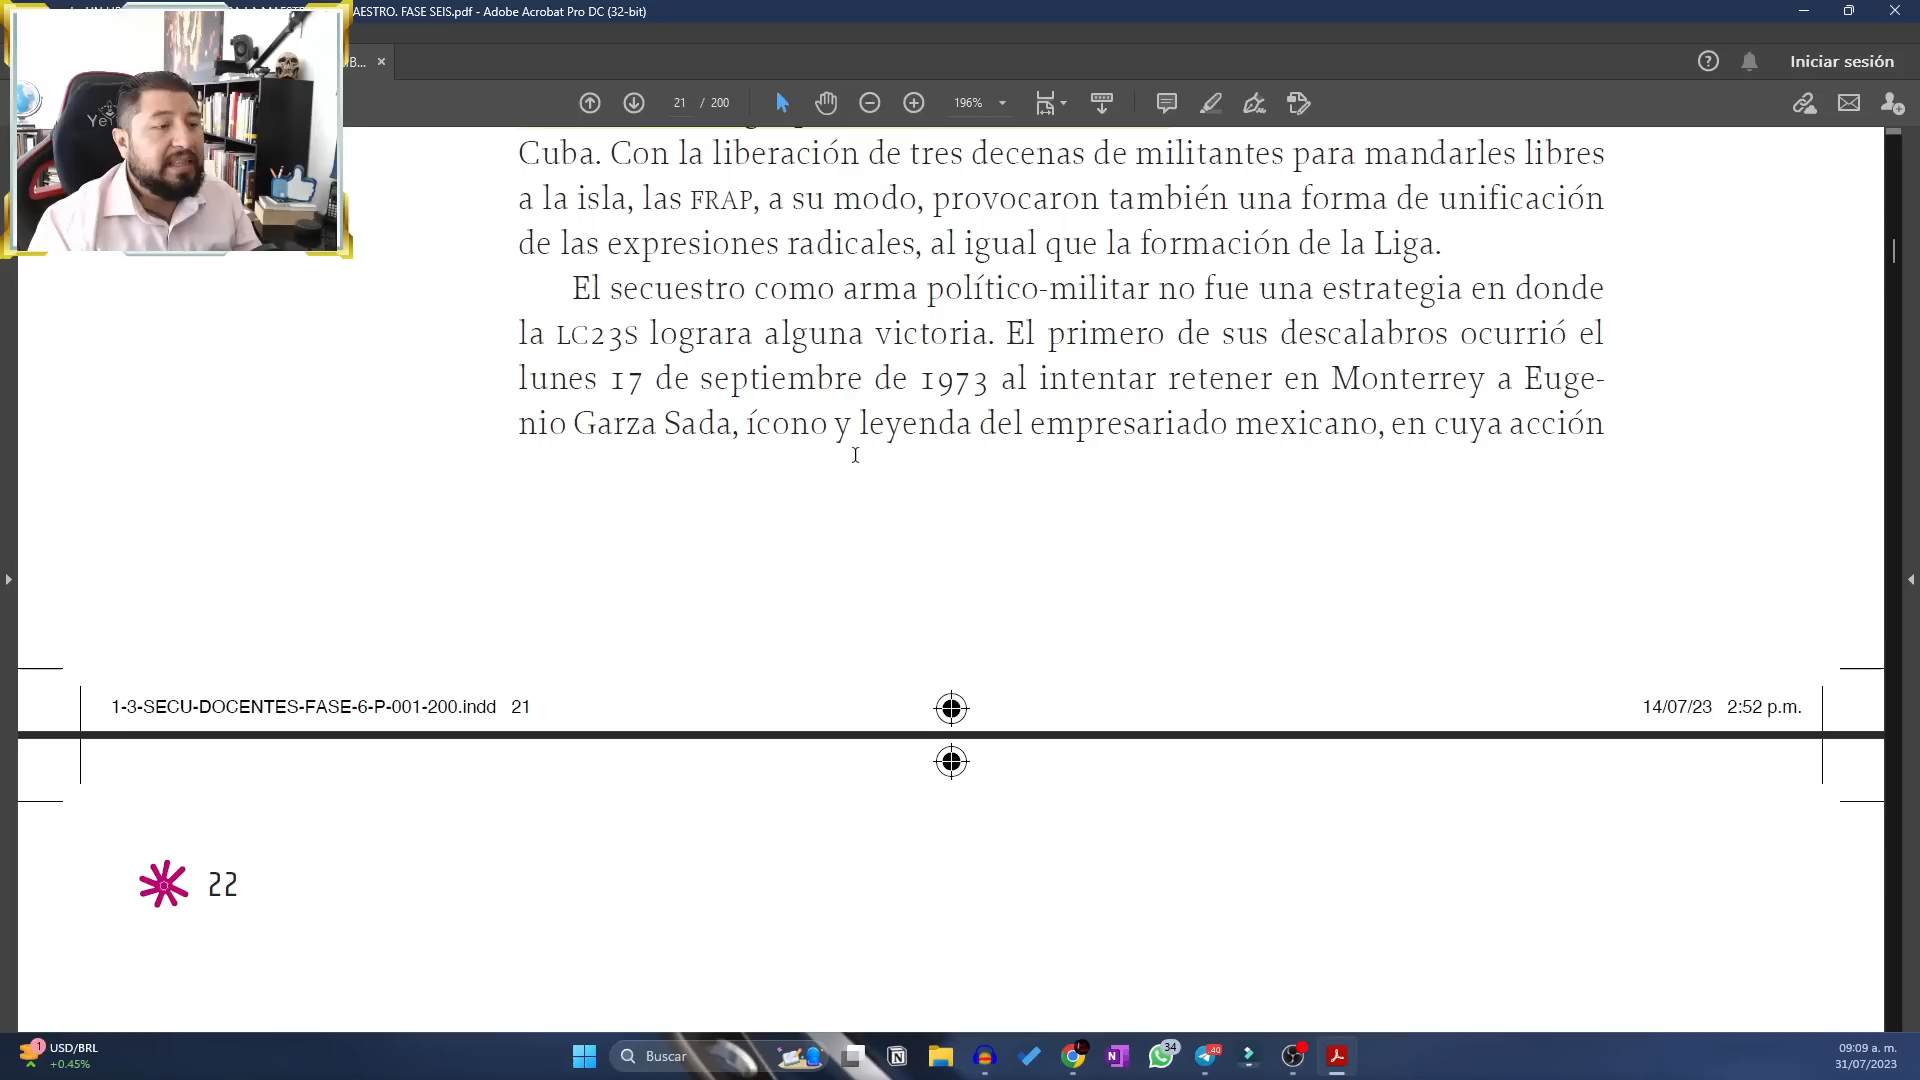 AESTRO. FASE SEIS.pdf - Adobe Acrobat Pro DC (32-bit)
B...
Iniciar sesión
21 / 200
196%
Cuba. Con la liberación de tres decenas de militantes para mandarles libres
a la isla, las FRAP, a su modo, provocaron también una forma de unificación
de las expresiones radicales, al igual que la formación de la Liga.
El secuestro como arma político-militar no fue una estrategia en donde
la LC23S lograra alguna victoria. El primero de sus descalabros ocurrió el
lunes 17 de septiembre de 1973 al intentar retener en Monterrey a Euge-
nio Garza Sada, ícono y leyenda del empresariado mexicano, en cuya acción
1-3-SECU-DOCENTES-FASE-6-P-001-200.indd 21
14/07/23 2:52 p.m.
22
1
USD/BRL
+0.45%
Buscar
34
40
09:09 a. m.
31/07/2023